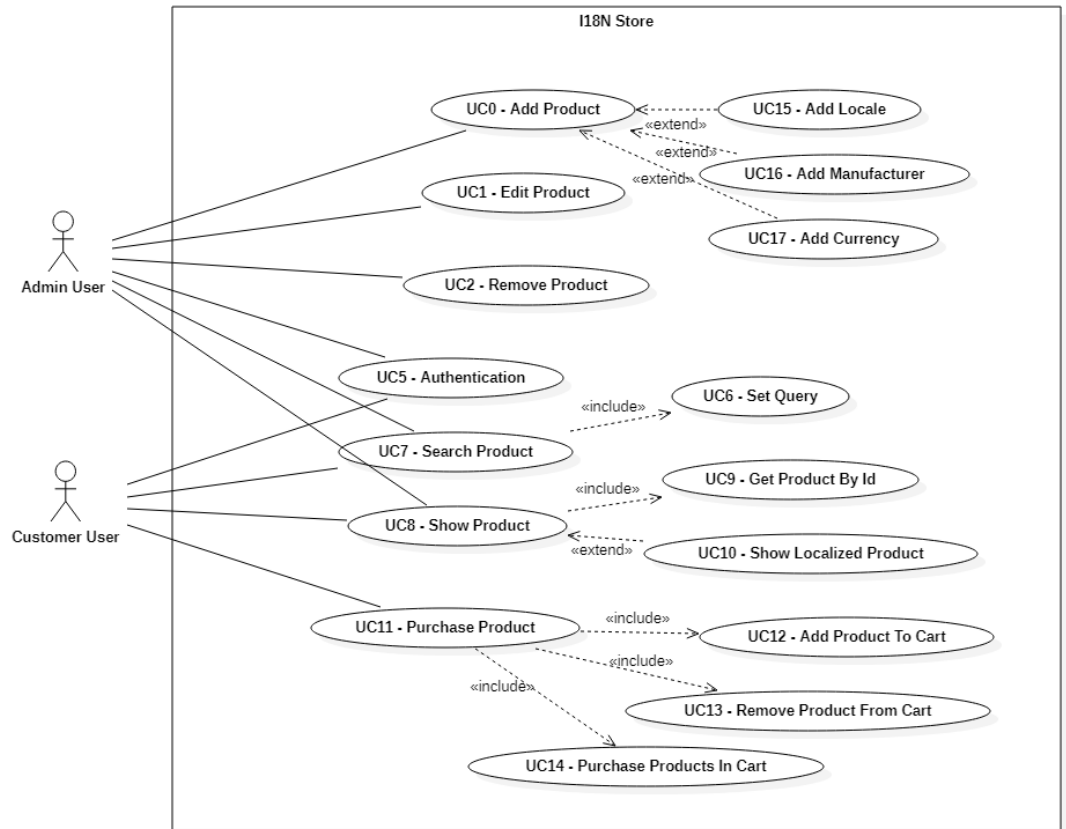 I18N Store
UC0 - Add Product
UC15 - Add Locale
«extend»
«extend»
UC16 - Add Manufacturer
«extend»
UC1 - Edit Product
UC17 - Add Currency
Admin User
UC2 - Remove Product
UC5 - Authentication
UC6 - Set Query
«include»
UC7 - Search Product
UC9 - Get Product By Id
«include»
UC8 - Show Product
Customer User
«extend»
UC10 - Show Localized Product
UC11 - Purchase Product
«include»
UC12 - Add Product To Cart
«include»
«include»
UC13 - Remove Product From Cart
UC14 - Purchase Products In Cart